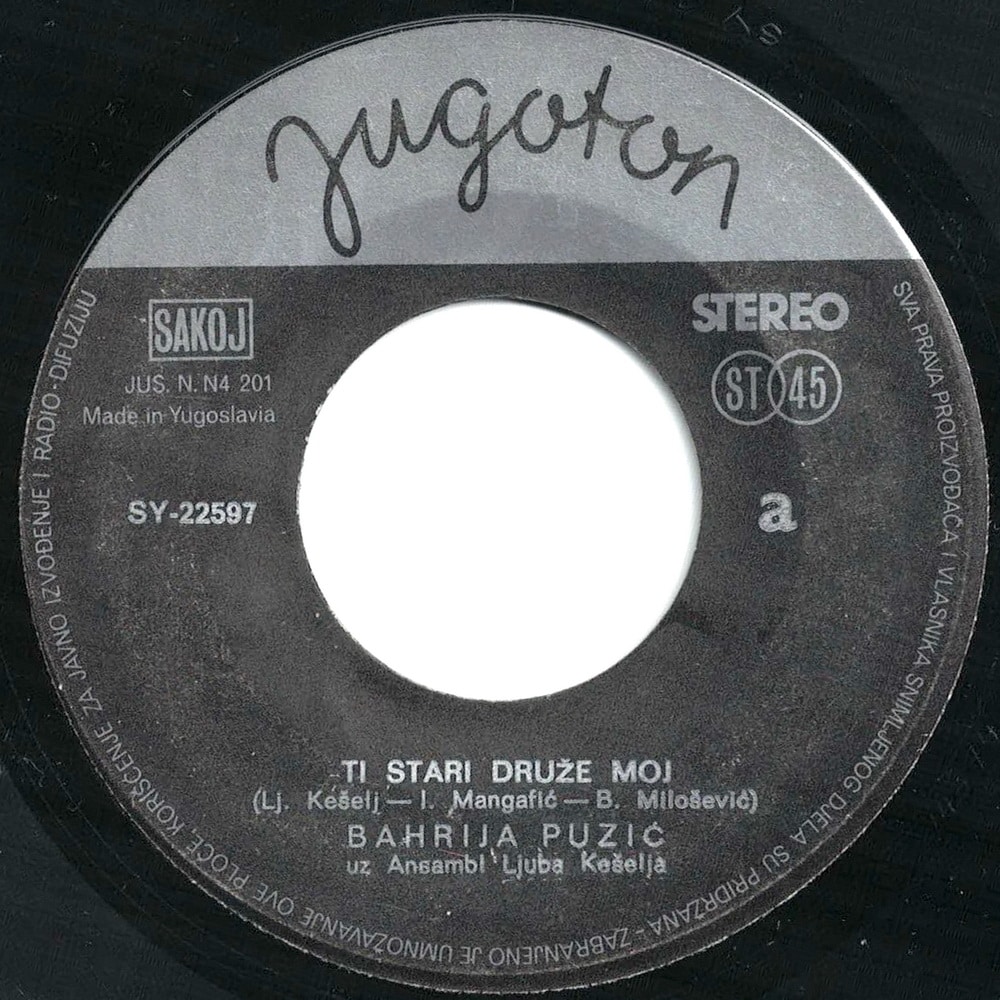 jugoton
SAKOJ
JUS. N. N4 201
Made in Yugoslavia
STEREO
ST 45
SY-22597
a
TI STARI DRUŽE MOJ
(Lj. Kešelj — I. Mangafić — B. Milošević)
BAHRIJA PUZIĆ
uz Ansambl Ljuba Kešelja
SVA PRAVA PROIZVOĐAČA I VLASNIKA SNIMLJENOG DJELA SU PRIDRŽANA - ZABRANJENO JE UMNOŽAVANJE OVE PLOČE, KORIŠĆENJE ZA JAVNO IZVOĐENJE I RADIO-DIFUZIJU